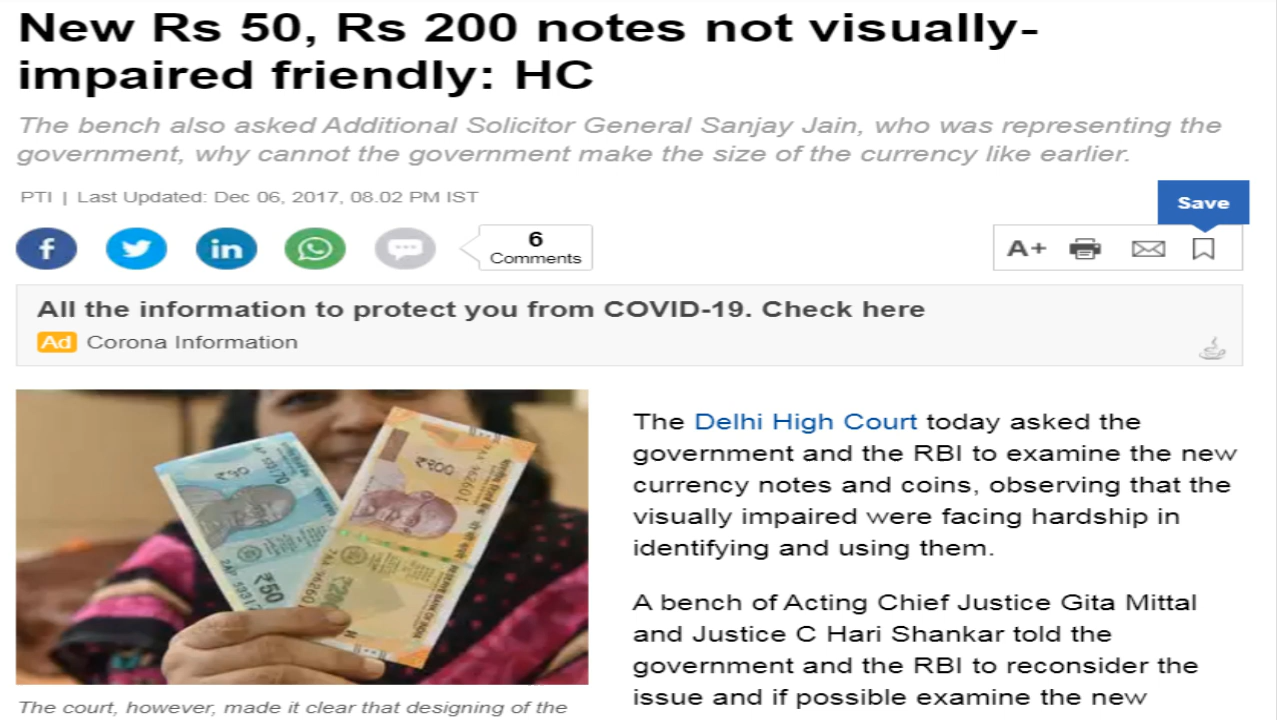 New Rs 50, Rs 200 notes not visually-
impaired friendly: HC
The bench also asked Additional Solicitor General Sanjay Jain, who was representing the
government, why cannot the government make the size of the currency like earlier.
PTI | Last Updated: Dec 06, 2017, 08.02 PM IST
Save
6
Comments
A+
All the information to protect you from COVID-19. Check here
Ad Corona Information
₹50
RESERVE BANK OF INDIA
The Delhi High Court today asked the
government and the RBI to examine the new
currency notes and coins, observing that the
visually impaired were facing hardship in
identifying and using them.
A bench of Acting Chief Justice Gita Mittal
and Justice C Hari Shankar told the
government and the RBI to reconsider the
issue and if possible examine the new
The court, however, made it clear that designing of the